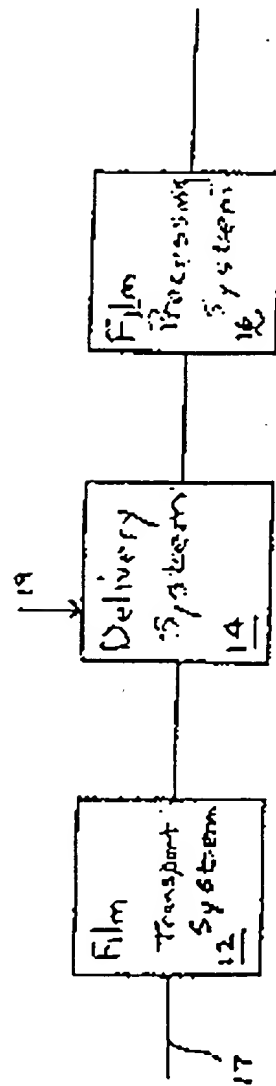 17
Film
Transport
System
12
19
Delivery
System
14
Film
Processing
System
16